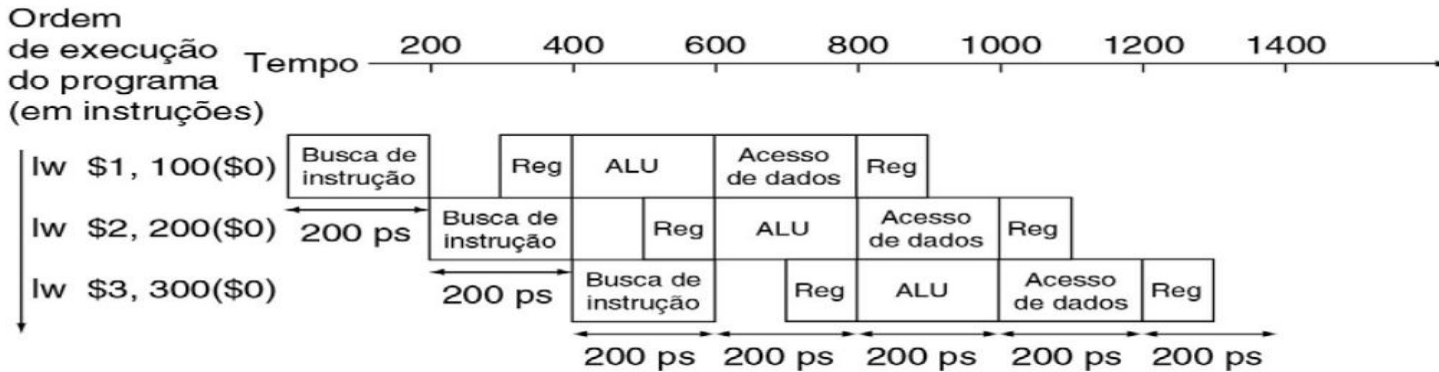 Ordem
de execução
do programa
(em instruções)
Tempo
200 400 600 800 1000 1200 1400
lw $1, 100($0)
Busca de
instrução
Reg
ALU
Acesso
de dados
Reg
200 ps
lw $2, 200($0)
Busca de
instrução
Reg
ALU
Acesso
de dados
Reg
200 ps
lw $3, 300($0)
Busca de
instrução
Reg
ALU
Acesso
de dados
Reg
200 ps 200 ps 200 ps 200 ps 200 ps